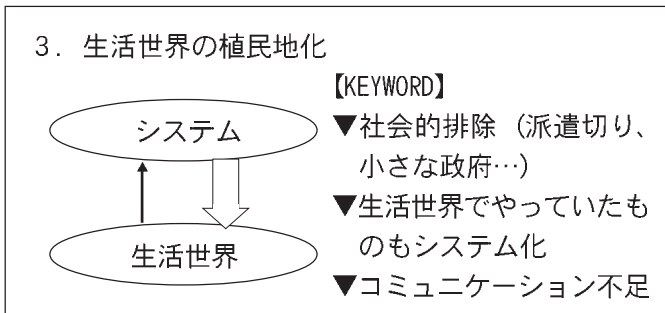 3. 生活世界の植民地化
システム
生活世界
【KEYWORD】
▼社会的排除（派遣切り、
小さな政府…）
▼生活世界でやっていたも
のもシステム化
▼コミュニケーション不足